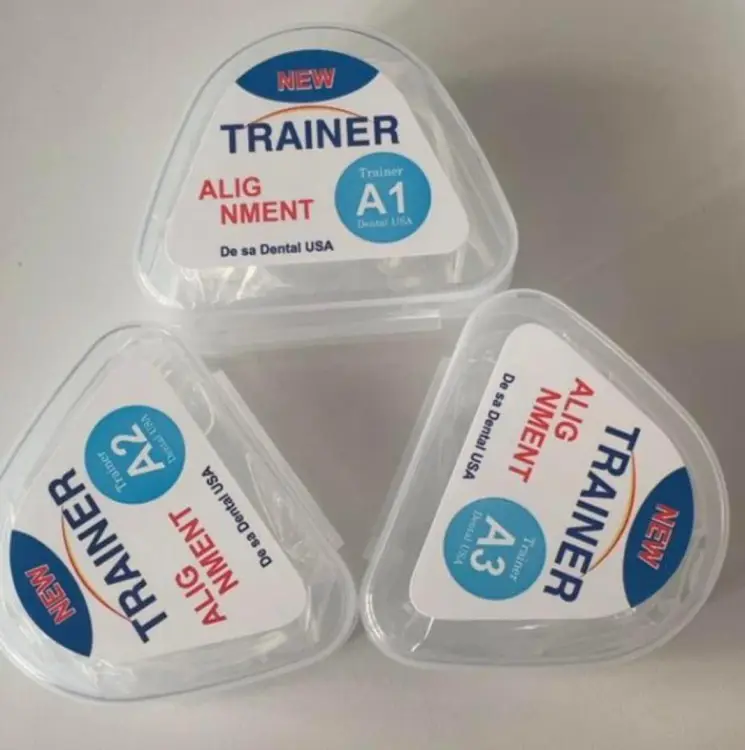 NEW
TRAINER
ALIG
NMENT
Trainer
A1
Dental USA
De sa Dental USA
NEW
TRAINER
ALIG
NMENT
Trainer
A2
Dental USA
De sa Dental USA
NEW
TRAINER
ALIG
NMENT
Trainer
A3
Dental USA
De sa Dental USA